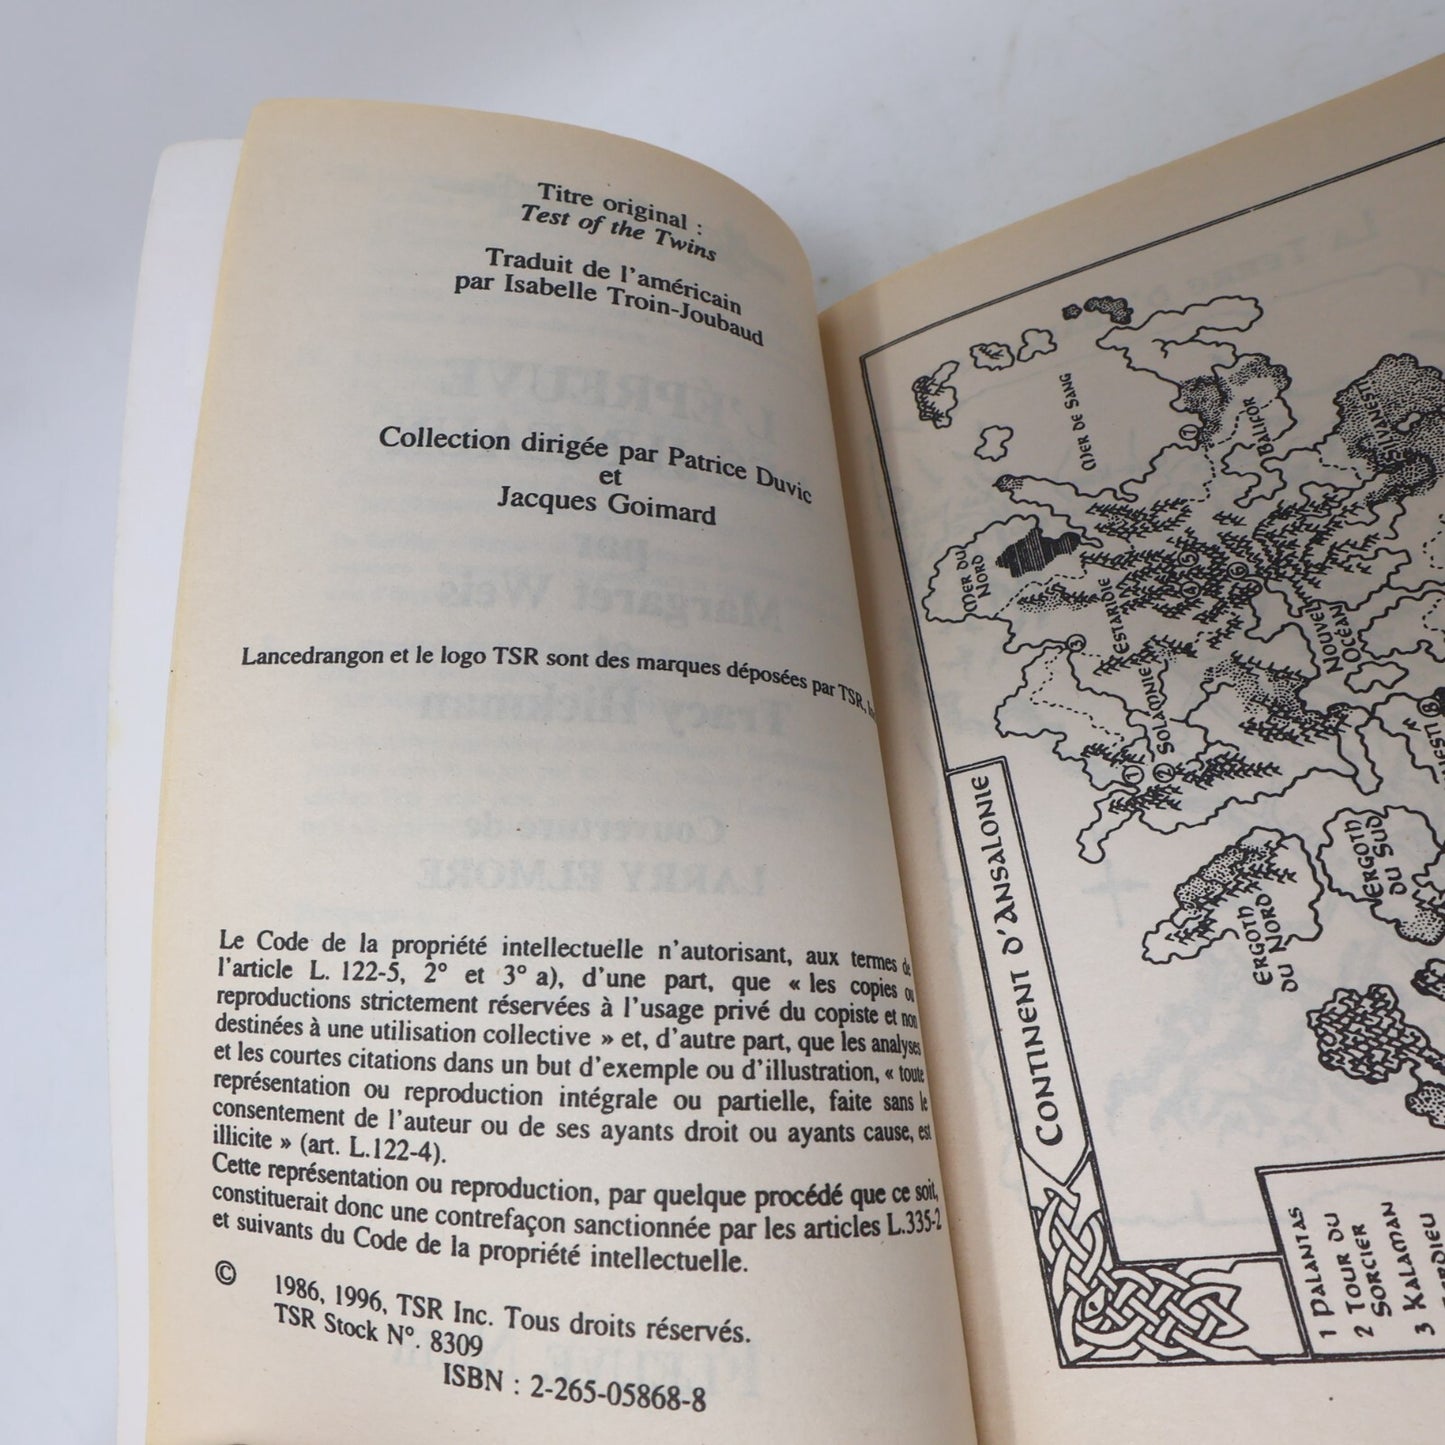 Titre original :
Test of the Twins
Traduit de l'américain
par Isabelle Troin-Joubaud
Collection dirigée par Patrice Duvic
et
Jacques Goimard
Lancedrangon et le logo TSR sont des marques déposées par TSR,
Le Code de la propriété intellectuelle n'autorisant, aux termes de
l'article L. 122-5, 2° et 3° a), d'une part, que « les copies ou
reproductions strictement réservées à l'usage privé du copiste et non
destinées à une utilisation collective » et, d'autre part, que les analyses
et les courtes citations dans un but d'exemple ou d'illustration, « toute
représentation ou reproduction intégrale ou partielle, faite sans le
consentement de l'auteur ou de ses ayants droit ou ayants cause, est
illicite » (art. L.122-4).
Cette représentation ou reproduction, par quelque procédé que ce soit,
constituerait donc une contrefaçon sanctionnée par les articles L.335-2
et suivants du Code de la propriété intellectuelle.
© 1986, 1996, TSR Inc. Tous droits réservés.
TSR Stock N°. 8309
ISBN : 2-265-05868-8
MER DE SANG
BALIFOR
SILVANESTI
MER DU
NORD
ESTARIDIE
NOUVEL
OCÉAN
SOLAMNIE
1
2
5
6
ERGOTH
DU NORD
ERGOTH
DU SUD
CONTINENT D'ANSALONIE
1 PALANTAS
2 TOUR DU
SORCIER
3 KALAMAN